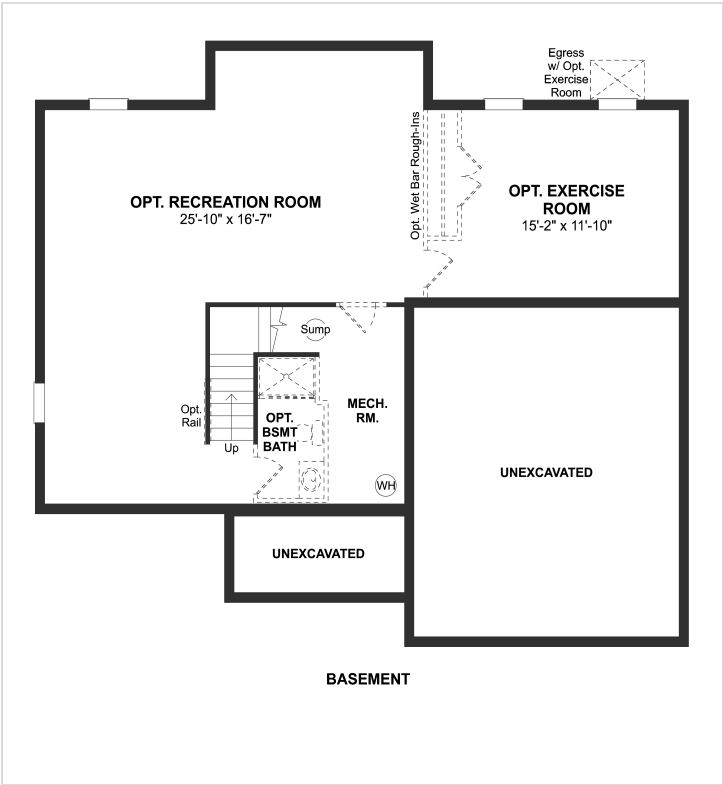 Egress
w/ Opt.
Exercise
Room
Opt. Wet Bar Rough-Ins
OPT. RECREATION ROOM
25'-10" x 16'-7"
OPT. EXERCISE
ROOM
15'-2" x 11'-10"
Sump
Opt.
Rail
Up
OPT.
BSMT
BATH
MECH.
RM.
WH
UNEXCAVATED
UNEXCAVATED
BASEMENT